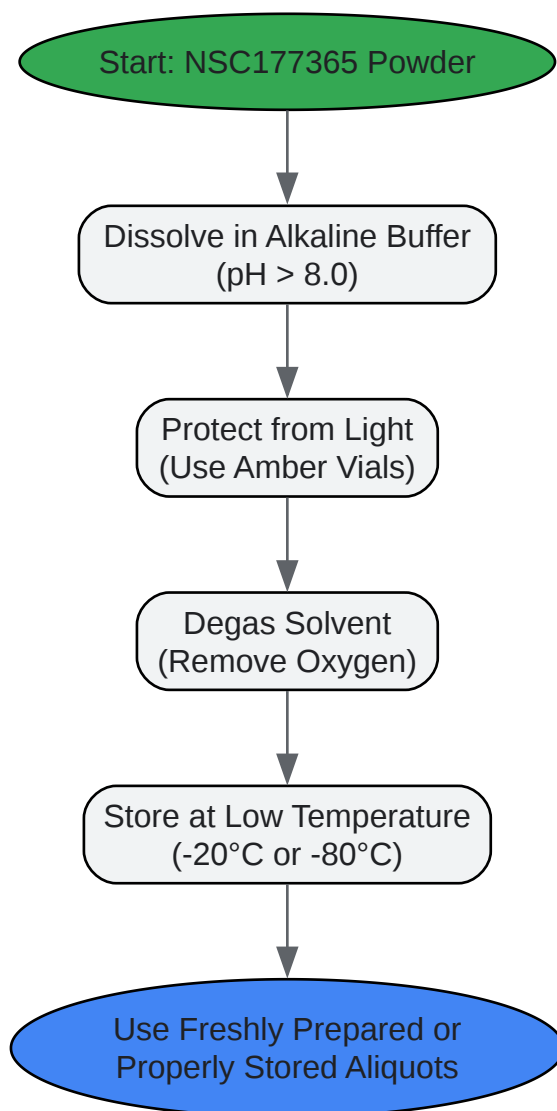 Start: NSC177365 Powder
Dissolve in Alkaline Buffer
(pH > 8.0)
Protect from Light
(Use Amber Vials)
Degas Solvent
(Remove Oxygen)
Store at Low Temperature
(-20°C or -80°C)
Use Freshly Prepared or
Properly Stored Aliquots